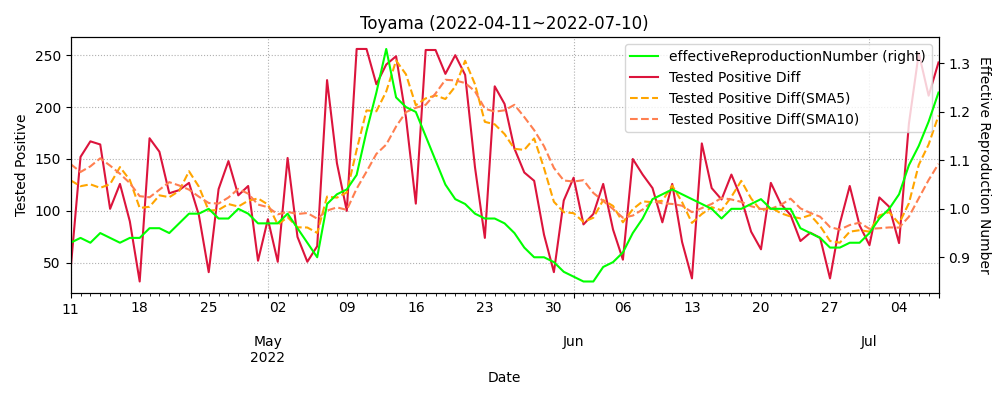 Toyama (2022-04-11~2022-07-10)
effectiveReproductionNumber (right)
Tested Positive Diff
Tested Positive Diff(SMA5)
Tested Positive Diff(SMA10)
Tested Positive
250
200
150
100
50
1.3
1.2
1.1
1.0
0.9
Effective Reproduction Number
11 18 25 02 09 16 23 30 06 13 20 27 04
May Jun Jul
2022
Date